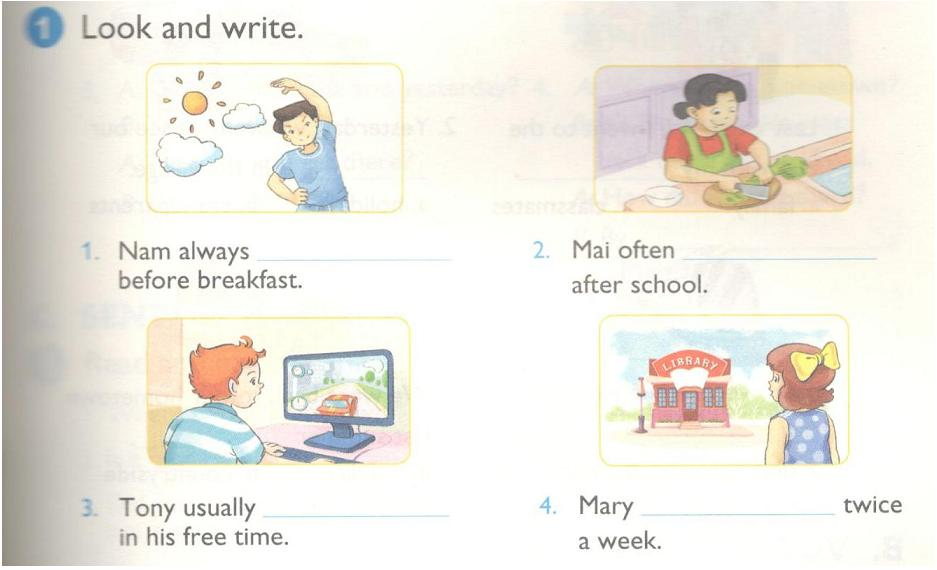 1 Look and write.
1. Nam always
before breakfast.
2. Mai often
after school.
LIBRARY
3. Tony usually
in his free time.
4. Mary twice
a week.